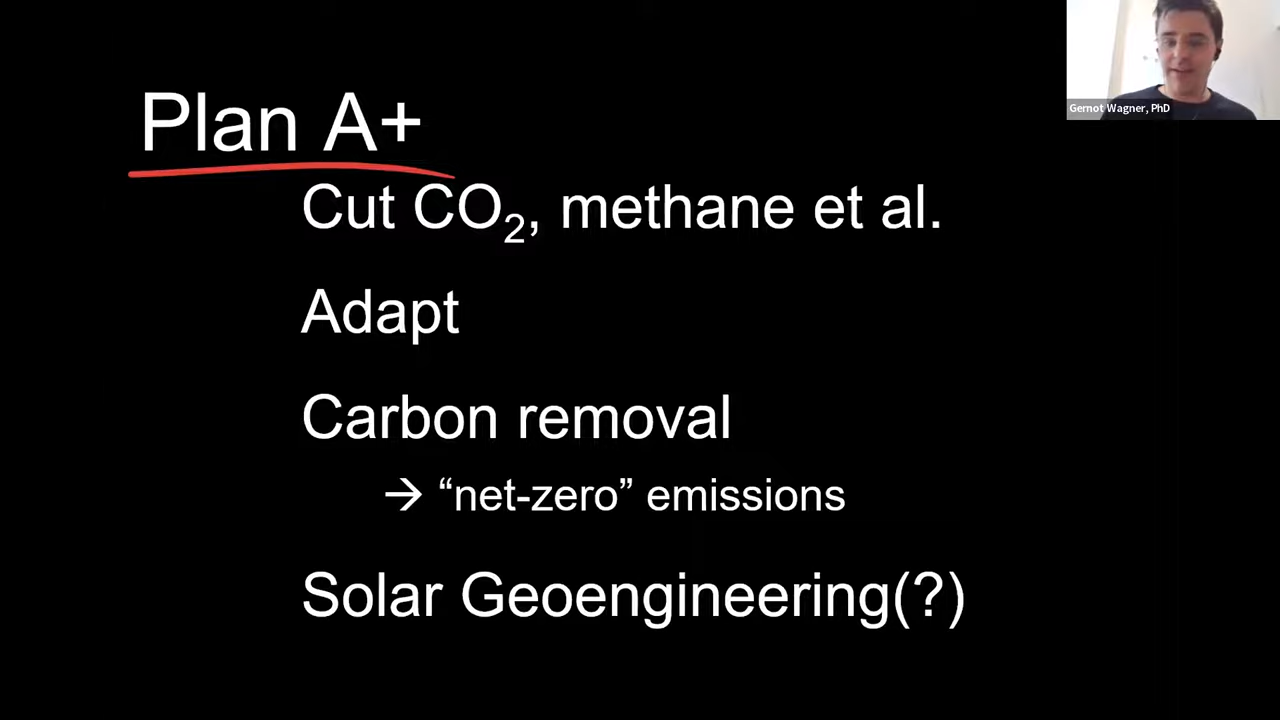 Gernot Wagner, PhD
Plan A+
Cut CO₂, methane et al.
Adapt
Carbon removal
→ “net-zero” emissions
Solar Geoengineering(?)